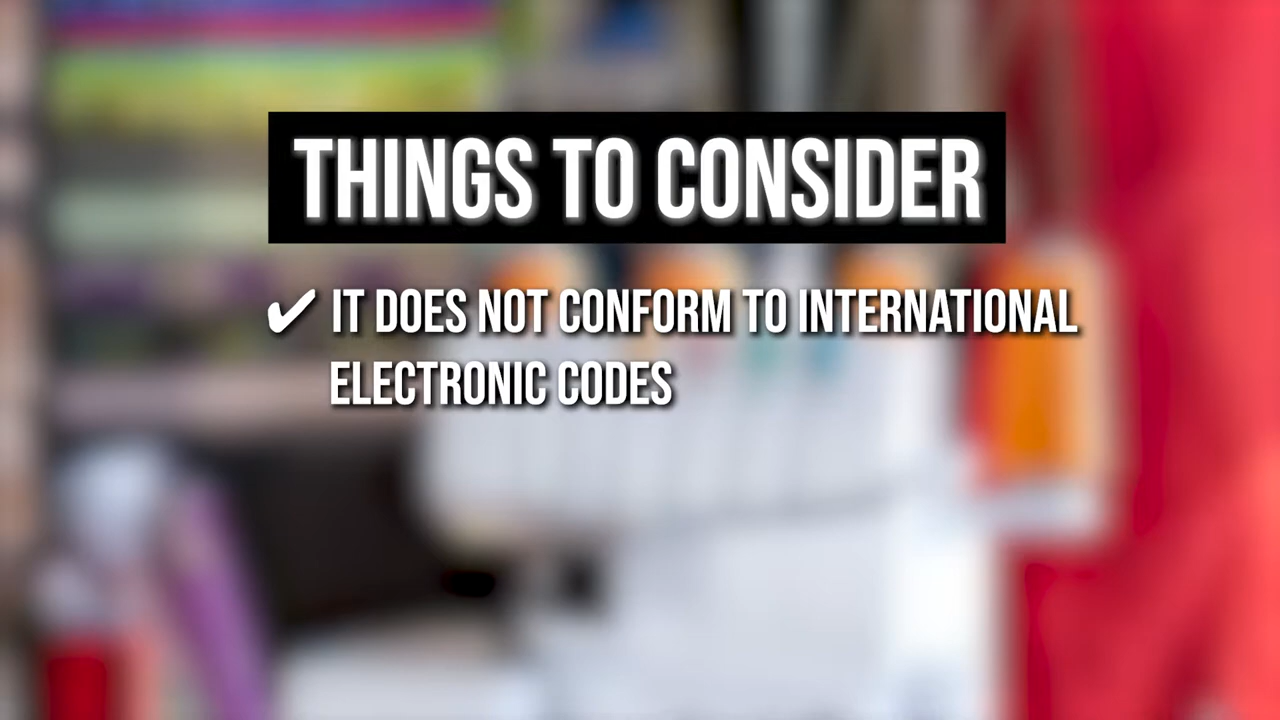 THINGS TO CONSIDER
✔ IT DOES NOT CONFORM TO INTERNATIONAL
ELECTRONIC CODES